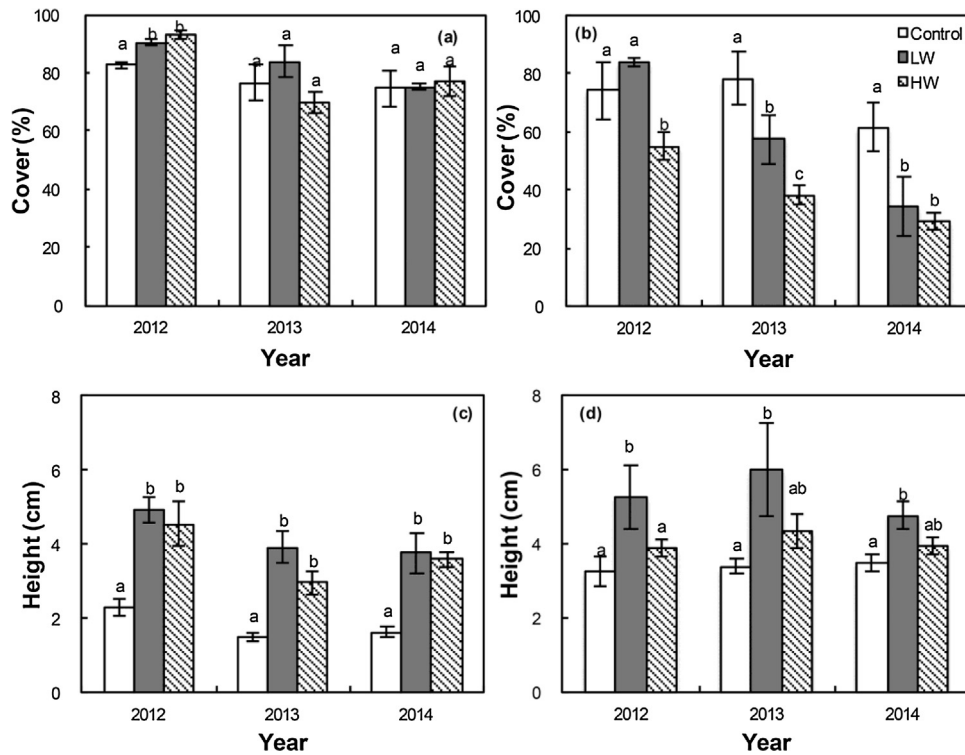 100
80
60
40
20
0
Cover (%)
a b b
a a a
a a a
(a)
2012 2013 2014
Year
100
80
60
40
20
0
Cover (%)
(b)
a a b
a b c
a b b
Control
LW
HW
2012 2013 2014
Year
8
6
4
2
0
Height (cm)
(c)
a b b
a b b
a b b
2012 2013 2014
Year
8
6
4
2
0
Height (cm)
(d)
a b a
a b ab
a b ab
2012 2013 2014
Year